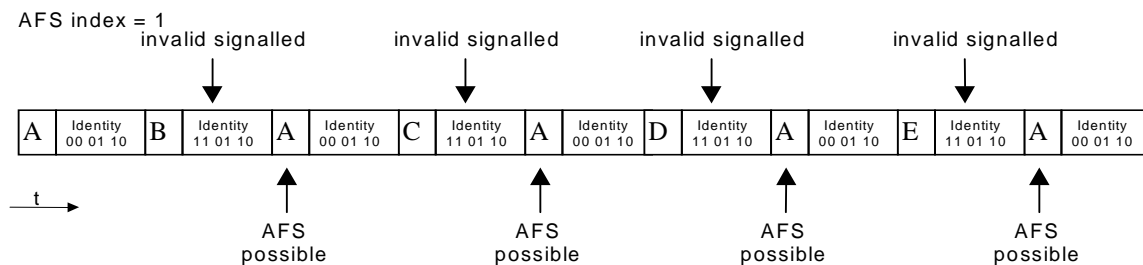 AFS index = 1
invalid signalled invalid signalled invalid signalled invalid signalled
A Identity 00 01 10 B Identity 11 01 10 A Identity 00 01 10 C Identity 11 01 10 A Identity 00 01 10 D Identity 11 01 10 A Identity 00 01 10 E Identity 11 01 10 A Identity 00 01 10
t
AFS possible AFS possible AFS possible AFS possible